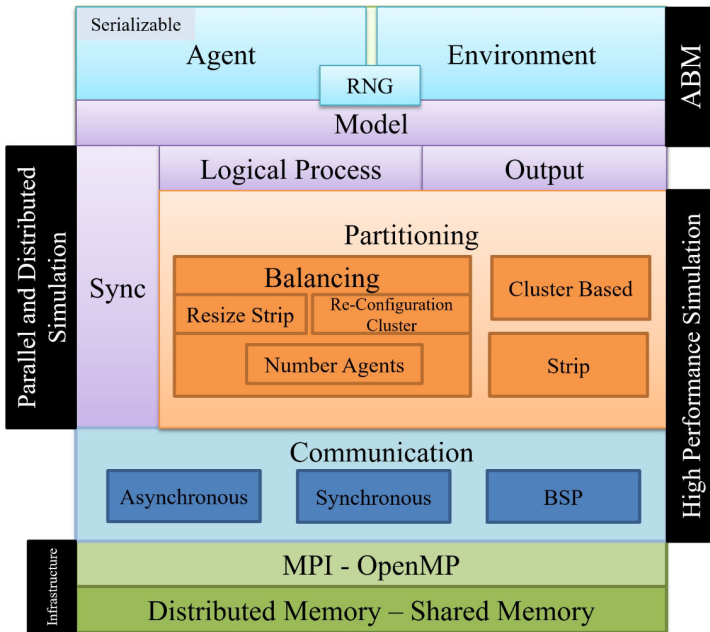 Serializable
Agent
Environment
RNG
Model
ABM
Logical Process
Output
Parallel and Distributed
Simulation
Sync
Partitioning
Balancing
Resize Strip
Re-Configuration
Cluster
Number Agents
Cluster Based
Strip
High Performance Simulation
Communication
Asynchronous
Synchronous
BSP
Infrastructure
MPI - OpenMP
Distributed Memory – Shared Memory